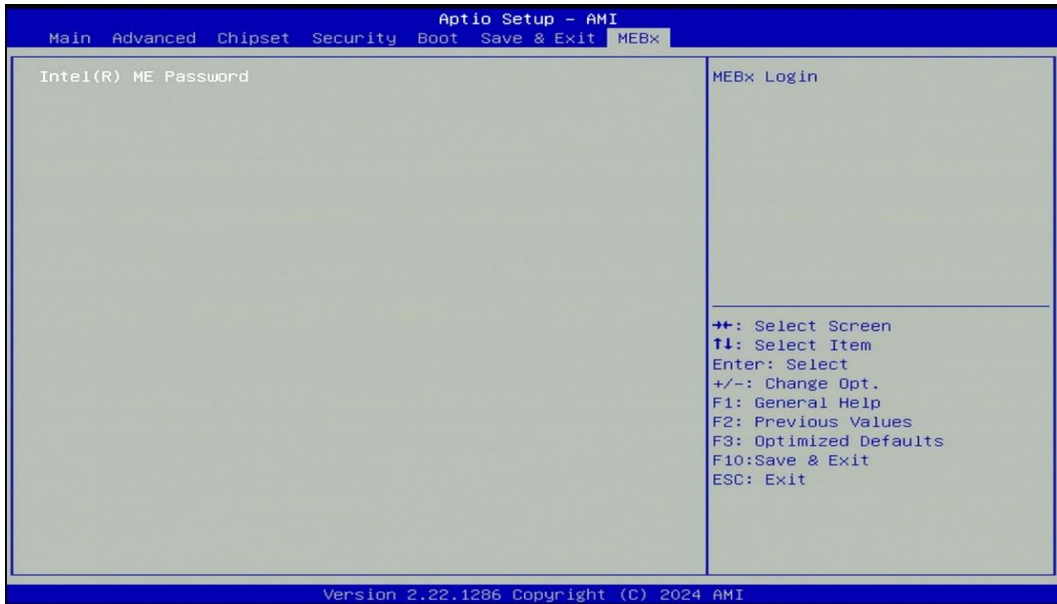 Aptio Setup – AMI
Main Advanced Chipset Security Boot Save & Exit MEBx
Intel(R) ME Password
MEBx Login
→←: Select Screen
↑↓: Select Item
Enter: Select
+/-: Change Opt.
F1: General Help
F2: Previous Values
F3: Optimized Defaults
F10:Save & Exit
ESC: Exit
Version 2.22.1286 Copyright (C) 2024 AMI